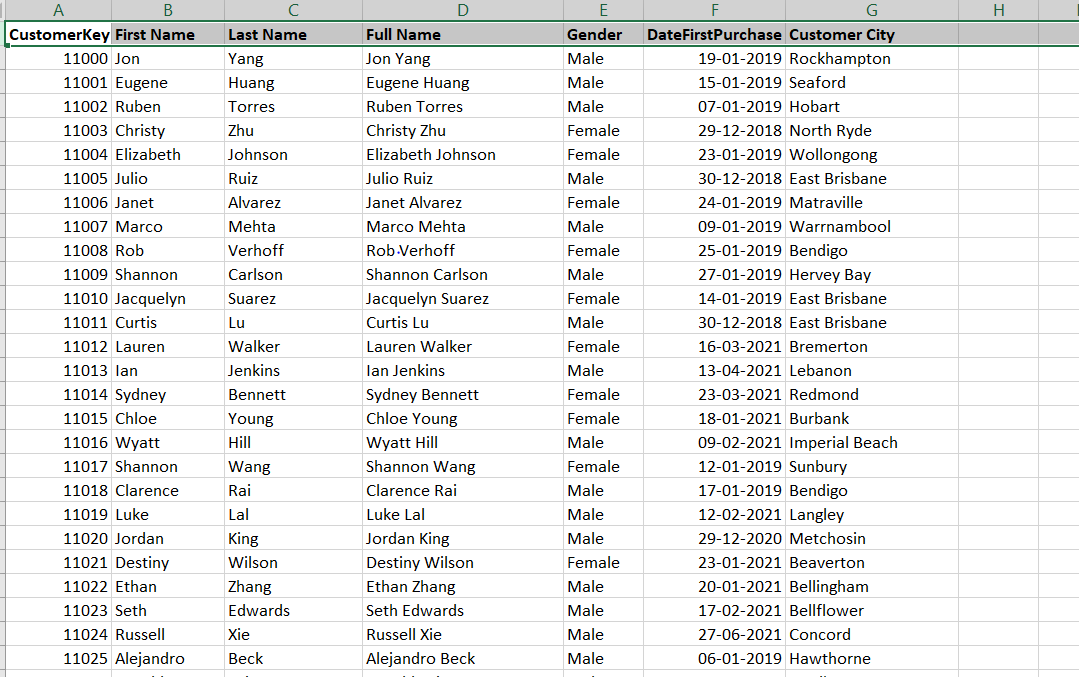 A B C D E F G H
CustomerKey First Name Last Name Full Name Gender DateFirstPurchase Customer City
11000 Jon Yang Jon Yang Male 19-01-2019 Rockhampton
11001 Eugene Huang Eugene Huang Male 15-01-2019 Seaford
11002 Ruben Torres Ruben Torres Male 07-01-2019 Hobart
11003 Christy Zhu Christy Zhu Female 29-12-2018 North Ryde
11004 Elizabeth Johnson Elizabeth Johnson Female 23-01-2019 Wollongong
11005 Julio Ruiz Julio Ruiz Male 30-12-2018 East Brisbane
11006 Janet Alvarez Janet Alvarez Female 24-01-2019 Matraville
11007 Marco Mehta Marco Mehta Male 09-01-2019 Warrnambool
11008 Rob Verhoff Rob Verhoff Female 25-01-2019 Bendigo
11009 Shannon Carlson Shannon Carlson Male 27-01-2019 Hervey Bay
11010 Jacquelyn Suarez Jacquelyn Suarez Female 14-01-2019 East Brisbane
11011 Curtis Lu Curtis Lu Male 30-12-2018 East Brisbane
11012 Lauren Walker Lauren Walker Female 16-03-2021 Bremerton
11013 Ian Jenkins Ian Jenkins Male 13-04-2021 Lebanon
11014 Sydney Bennett Sydney Bennett Female 23-03-2021 Redmond
11015 Chloe Young Chloe Young Female 18-01-2021 Burbank
11016 Wyatt Hill Wyatt Hill Male 09-02-2021 Imperial Beach
11017 Shannon Wang Shannon Wang Female 12-01-2019 Sunbury
11018 Clarence Rai Clarence Rai Male 17-01-2019 Bendigo
11019 Luke Lal Luke Lal Male 12-02-2021 Langley
11020 Jordan King Jordan King Male 29-12-2020 Metchosin
11021 Destiny Wilson Destiny Wilson Female 23-01-2021 Beaverton
11022 Ethan Zhang Ethan Zhang Male 20-01-2021 Bellingham
11023 Seth Edwards Seth Edwards Male 17-02-2021 Bellflower
11024 Russell Xie Russell Xie Male 27-06-2021 Concord
11025 Alejandro Beck Alejandro Beck Male 06-01-2019 Hawthorne